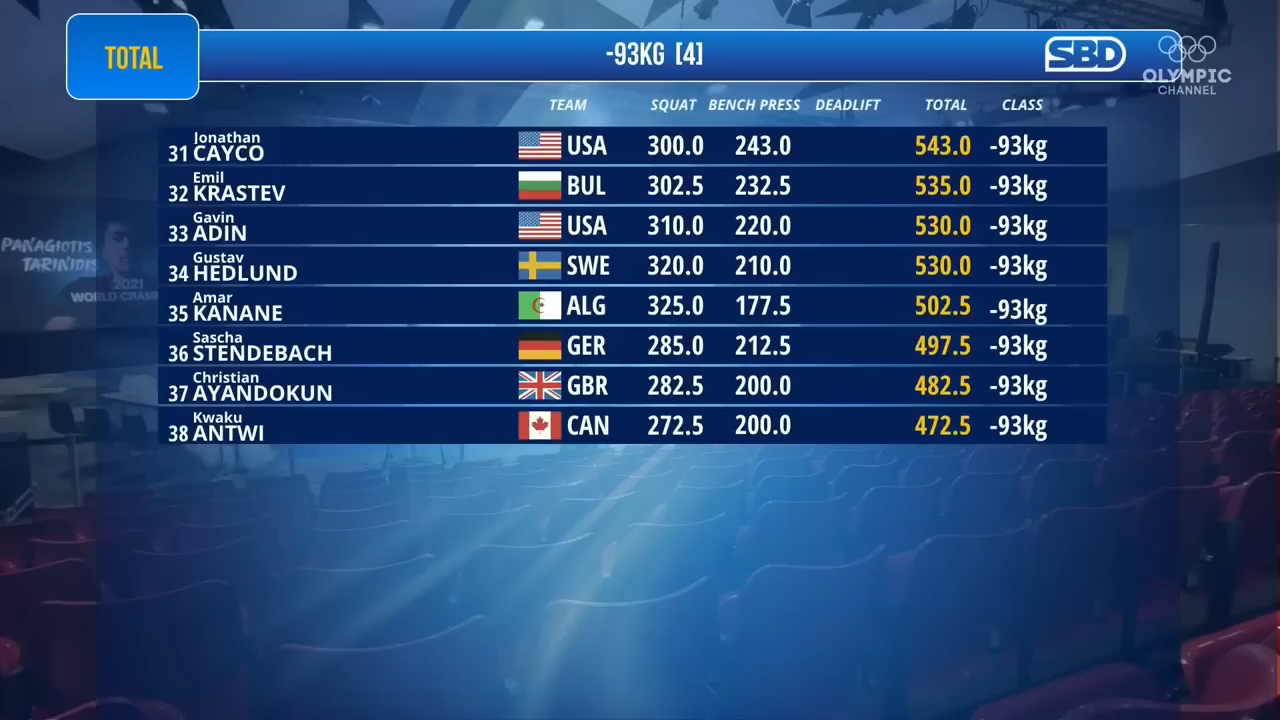 TOTAL
-93KG [4]
SBD
OLYMPIC
CHANNEL
TEAM SQUAT BENCH PRESS DEADLIFT TOTAL CLASS
31 Jonathan CAYCO USA 300.0 243.0 543.0 -93kg
32 Emil KRASTEV BUL 302.5 232.5 535.0 -93kg
33 Gavin ADIN USA 310.0 220.0 530.0 -93kg
34 Gustav HEDLUND SWE 320.0 210.0 530.0 -93kg
35 Amar KANANE ALG 325.0 177.5 502.5 -93kg
36 Sascha STENDEBACH GER 285.0 212.5 497.5 -93kg
37 Christian AYANDOKUN GBR 282.5 200.0 482.5 -93kg
38 Kwaku ANTWI CAN 272.5 200.0 472.5 -93kg
PANAGIOTIS
TARINIDIS
2021
WORLD CHAM